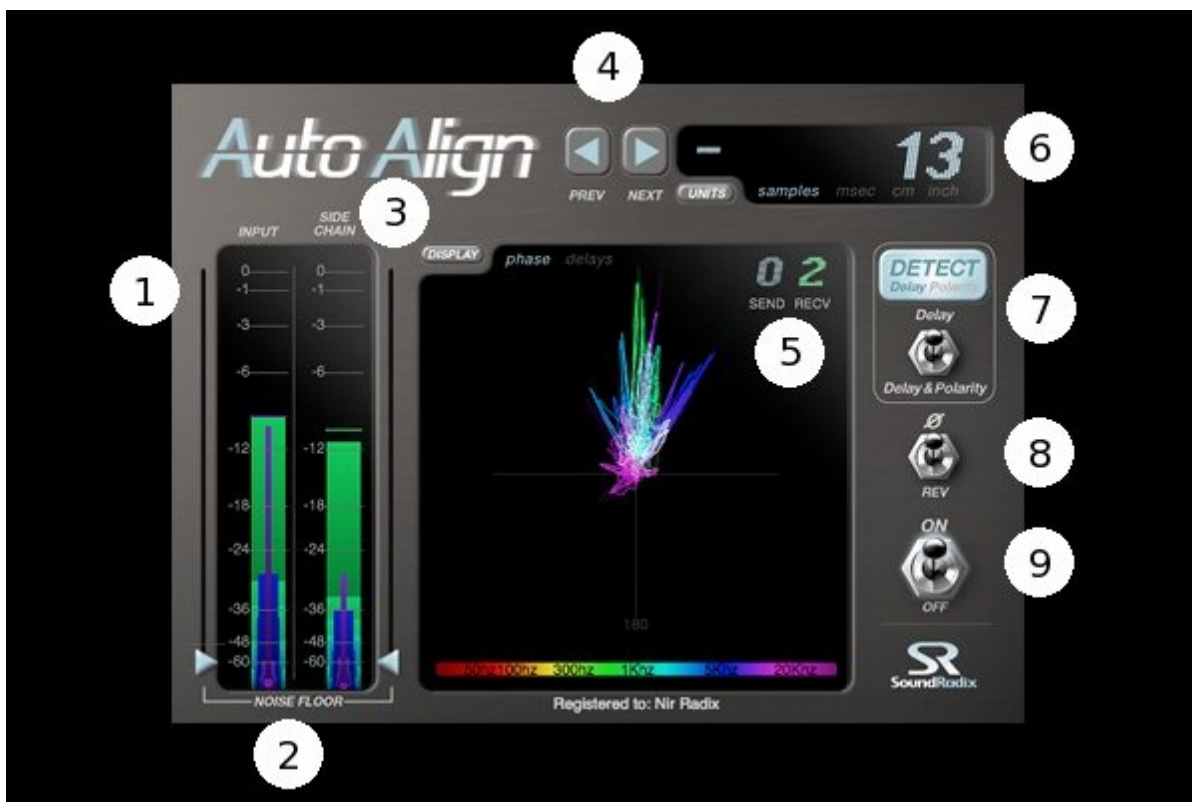 4
Auto Align
PREV NEXT UNITS
- 13
samples msec cm inch
6
3
INPUT SIDE CHAIN
1
DISPLAY phase delays
0 2
SEND RECV
5
DETECT
Delay Polarity
Delay
Delay & Polarity
7
0 0
-1 -1
-3 -3
-6 -6
-12 -12
-18 -18
-24 -24
-36 -36
-48 -48
-60 -60
Ø
REV
8
ON
OFF
9
180
50hz 100hz 300hz 1Khz 5Khz 20Khz
SR
SoundRadix
NOISE FLOOR
Registered to: Nir Radix
2